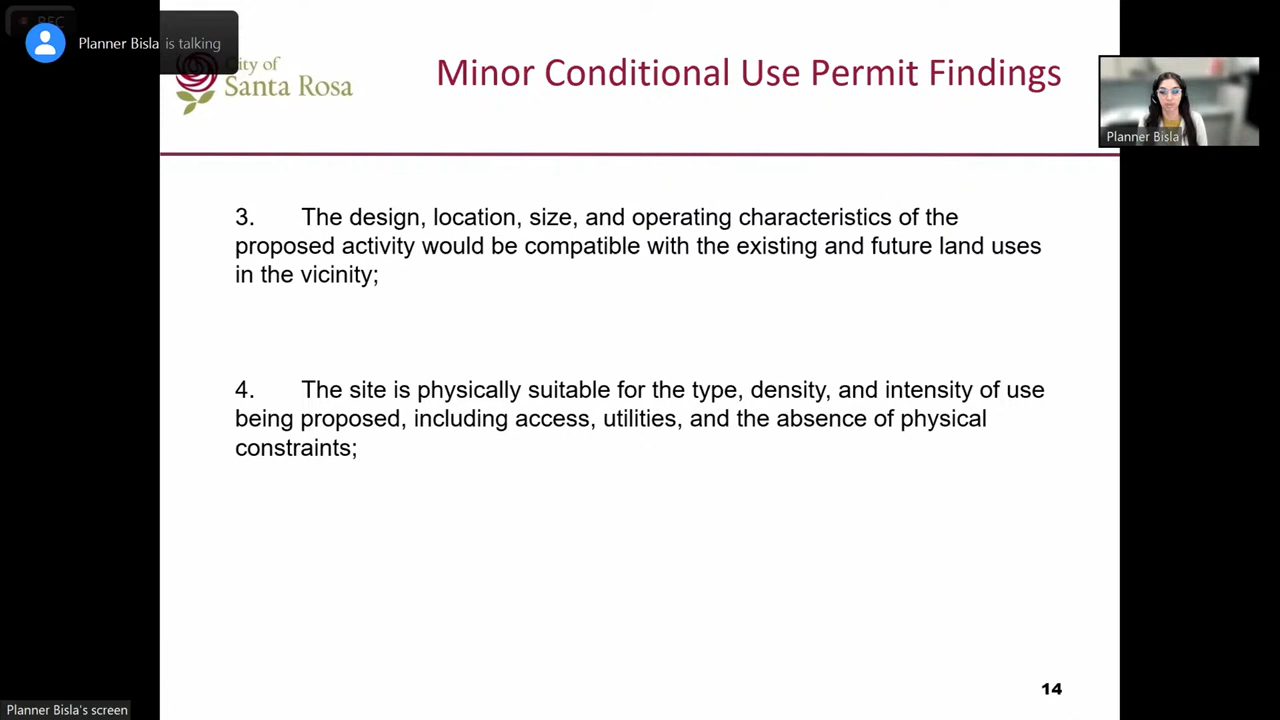 REC
Planner Bisla is talking
City of
Santa Rosa
Minor Conditional Use Permit Findings
Planner Bisla
3. The design, location, size, and operating characteristics of the
proposed activity would be compatible with the existing and future land uses
in the vicinity;
4. The site is physically suitable for the type, density, and intensity of use
being proposed, including access, utilities, and the absence of physical
constraints;
14
Planner Bisla's screen